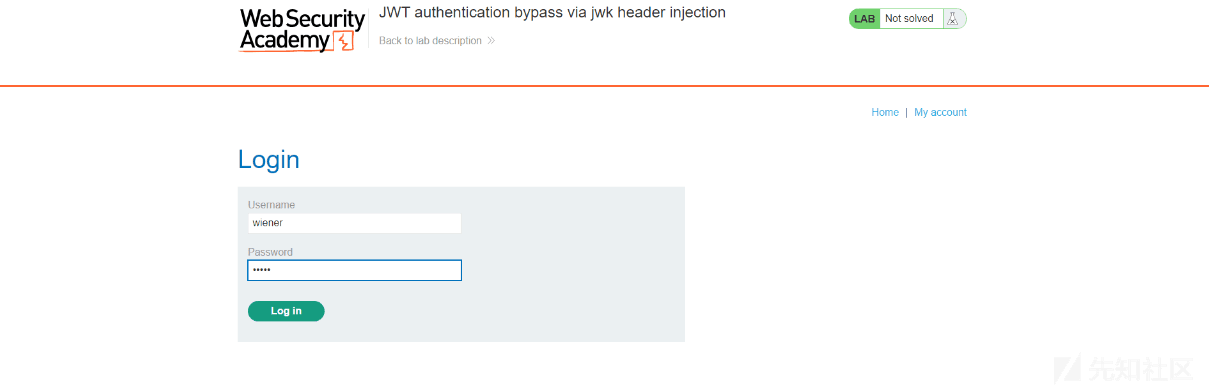 Web Security
Academy
JWT authentication bypass via jwk header injection
Back to lab description
LAB Not solved
Home | My account
Login
Username
wiener
Password
•••••
Log in
先知社区